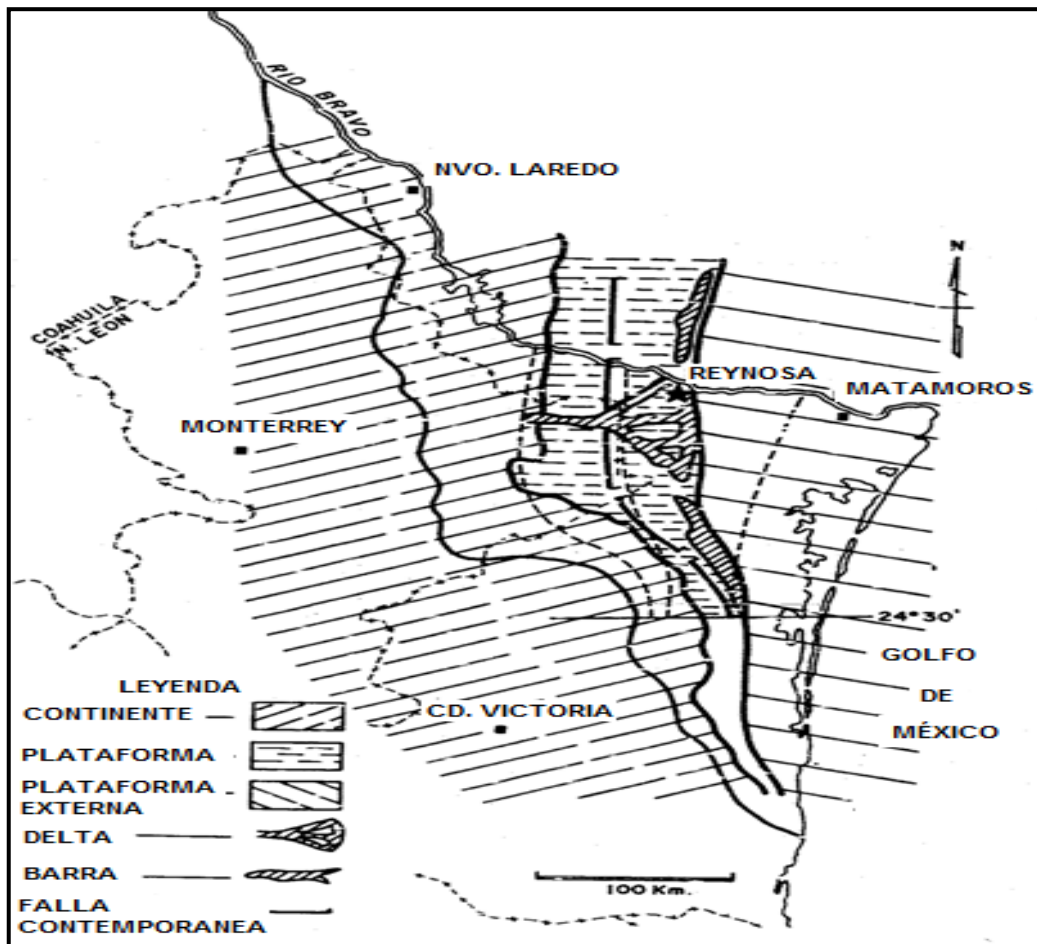 RIO BRAVO
NVO. LAREDO
N
COAHUILA
N. LEON
REYNOSA
MATAMOROS
MONTERREY
24°30'
GOLFO
DE
MÉXICO
LEYENDA
CONTINENTE
CD. VICTORIA
PLATAFORMA
PLATAFORMA
EXTERNA
DELTA
BARRA
100 Km.
FALLA
CONTEMPORANEA